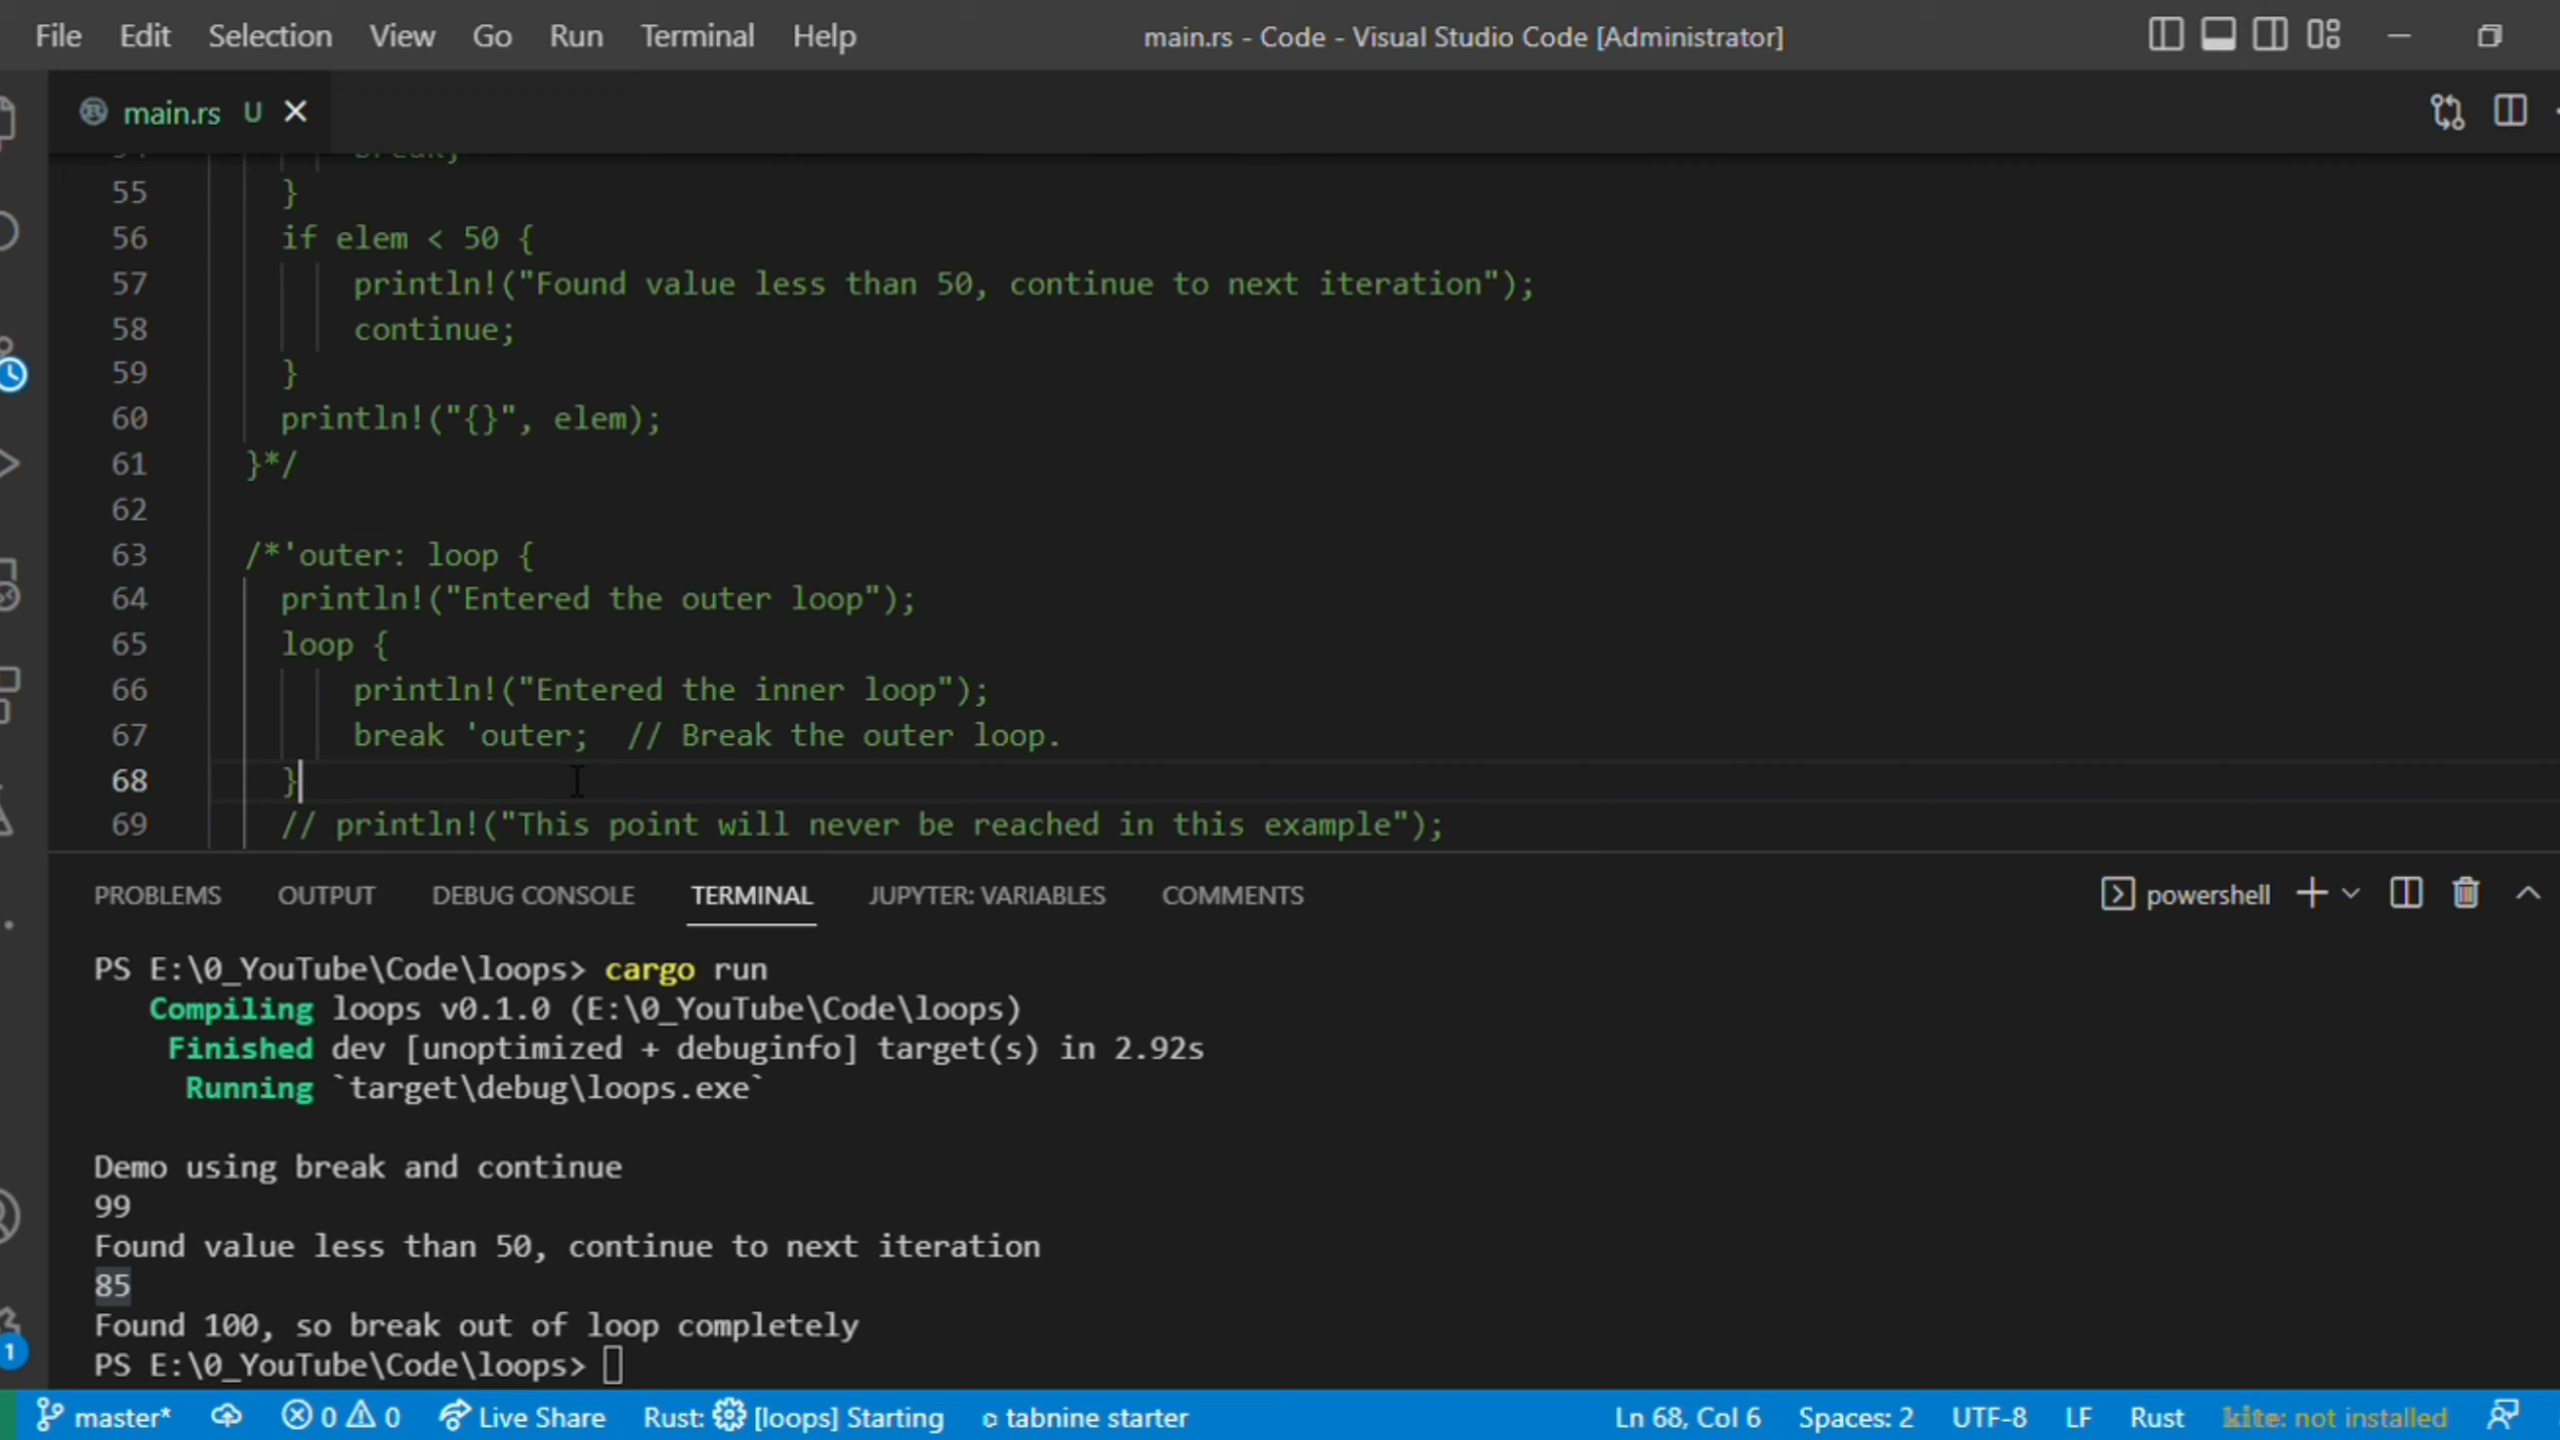 File Edit Selection View Go Run Terminal Help main.rs - Code - Visual Studio Code [Administrator]
main.rs U
55 }
56 if elem < 50 {
57 println!("Found value less than 50, continue to next iteration");
58 continue;
59 }
60 println!("{}", elem);
61 }*/
62
63 /*'outer: loop {
64 println!("Entered the outer loop");
65 loop {
66 println!("Entered the inner loop");
67 break 'outer;  // Break the outer loop.
68 }
69 // println!("This point will never be reached in this example");
PROBLEMS OUTPUT DEBUG CONSOLE TERMINAL JUPYTER: VARIABLES COMMENTS powershell
PS E:\0_YouTube\Code\loops> cargo run
Compiling loops v0.1.0 (E:\0_YouTube\Code\loops)
Finished dev [unoptimized + debuginfo] target(s) in 2.92s
Running `target\debug\loops.exe`
Demo using break and continue
99
Found value less than 50, continue to next iteration
85
Found 100, so break out of loop completely
PS E:\0_YouTube\Code\loops>
1
master* 0 0 Live Share Rust: [loops] Starting tabnine starter Ln 68, Col 6 Spaces: 2 UTF-8 LF Rust kite: not installed